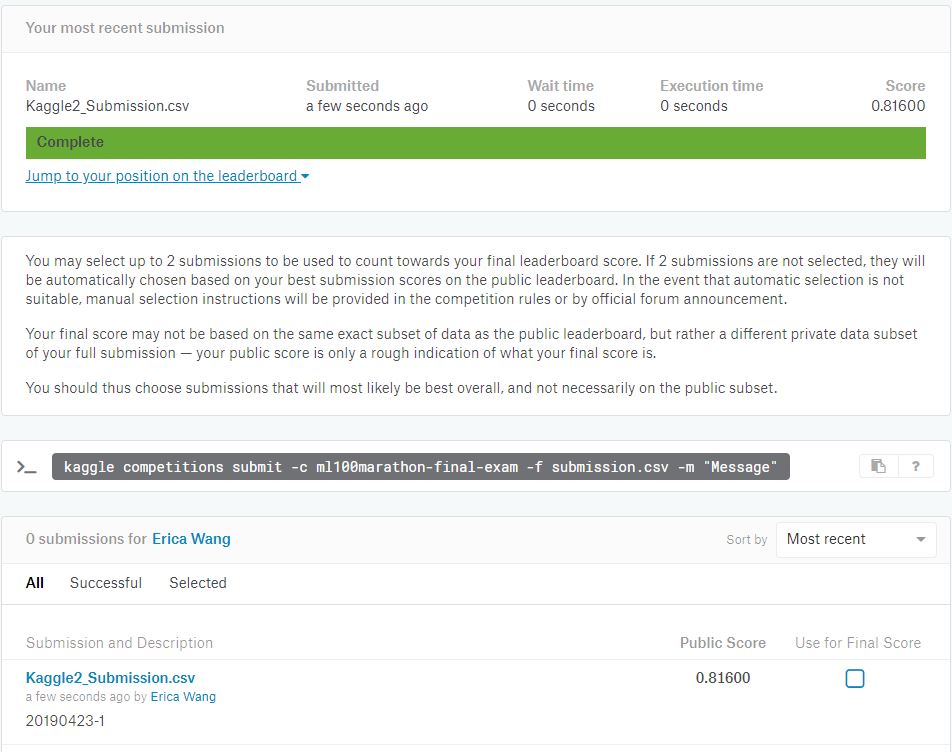 Your most recent submission
Name Submitted Wait time Execution time Score
Kaggle2_Submission.csv a few seconds ago 0 seconds 0 seconds 0.81600
Complete
Jump to your position on the leaderboard
You may select up to 2 submissions to be used to count towards your final leaderboard score. If 2 submissions are not selected, they will
be automatically chosen based on your best submission scores on the public leaderboard. In the event that automatic selection is not
suitable, manual selection instructions will be provided in the competition rules or by official forum announcement.
Your final score may not be based on the same exact subset of data as the public leaderboard, but rather a different private data subset
of your full submission — your public score is only a rough indication of what your final score is.
You should thus choose submissions that will most likely be best overall, and not necessarily on the public subset.
>_ kaggle competitions submit -c ml100marathon-final-exam -f submission.csv -m "Message" ?
0 submissions for Erica Wang Sort by Most recent
All Successful Selected
Submission and Description Public Score Use for Final Score
Kaggle2_Submission.csv 0.81600
a few seconds ago by Erica Wang
20190423-1